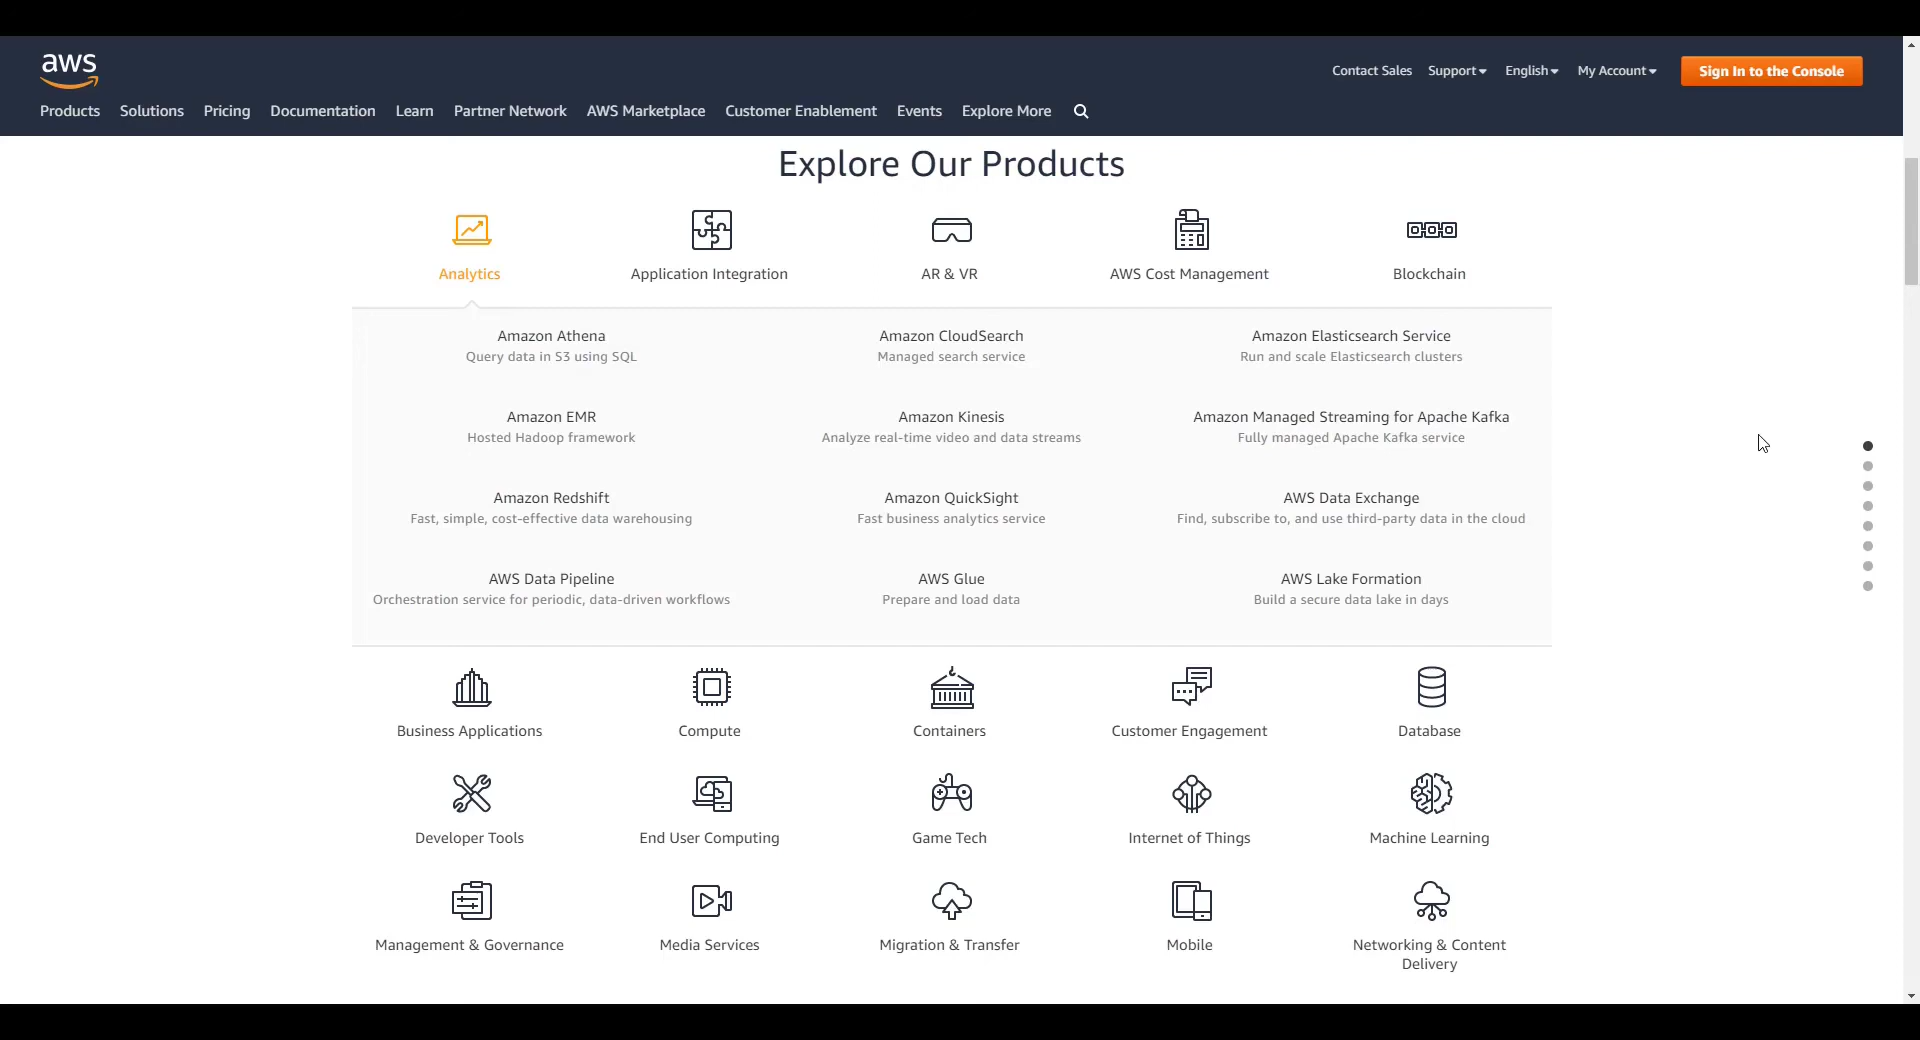 aws
Contact Sales Support English My Account Sign In to the Console
Products Solutions Pricing Documentation Learn Partner Network AWS Marketplace Customer Enablement Events Explore More
Explore Our Products
Analytics Application Integration AR & VR AWS Cost Management Blockchain
Amazon Athena Amazon CloudSearch Amazon Elasticsearch Service
Query data in S3 using SQL Managed search service Run and scale Elasticsearch clusters
Amazon EMR Amazon Kinesis Amazon Managed Streaming for Apache Kafka
Hosted Hadoop framework Analyze real-time video and data streams Fully managed Apache Kafka service
Amazon Redshift Amazon QuickSight AWS Data Exchange
Fast, simple, cost-effective data warehousing Fast business analytics service Find, subscribe to, and use third-party data in the cloud
AWS Data Pipeline AWS Glue AWS Lake Formation
Orchestration service for periodic, data-driven workflows Prepare and load data Build a secure data lake in days
Business Applications Compute Containers Customer Engagement Database
Developer Tools End User Computing Game Tech Internet of Things Machine Learning
Management & Governance Media Services Migration & Transfer Mobile Networking & Content
Delivery